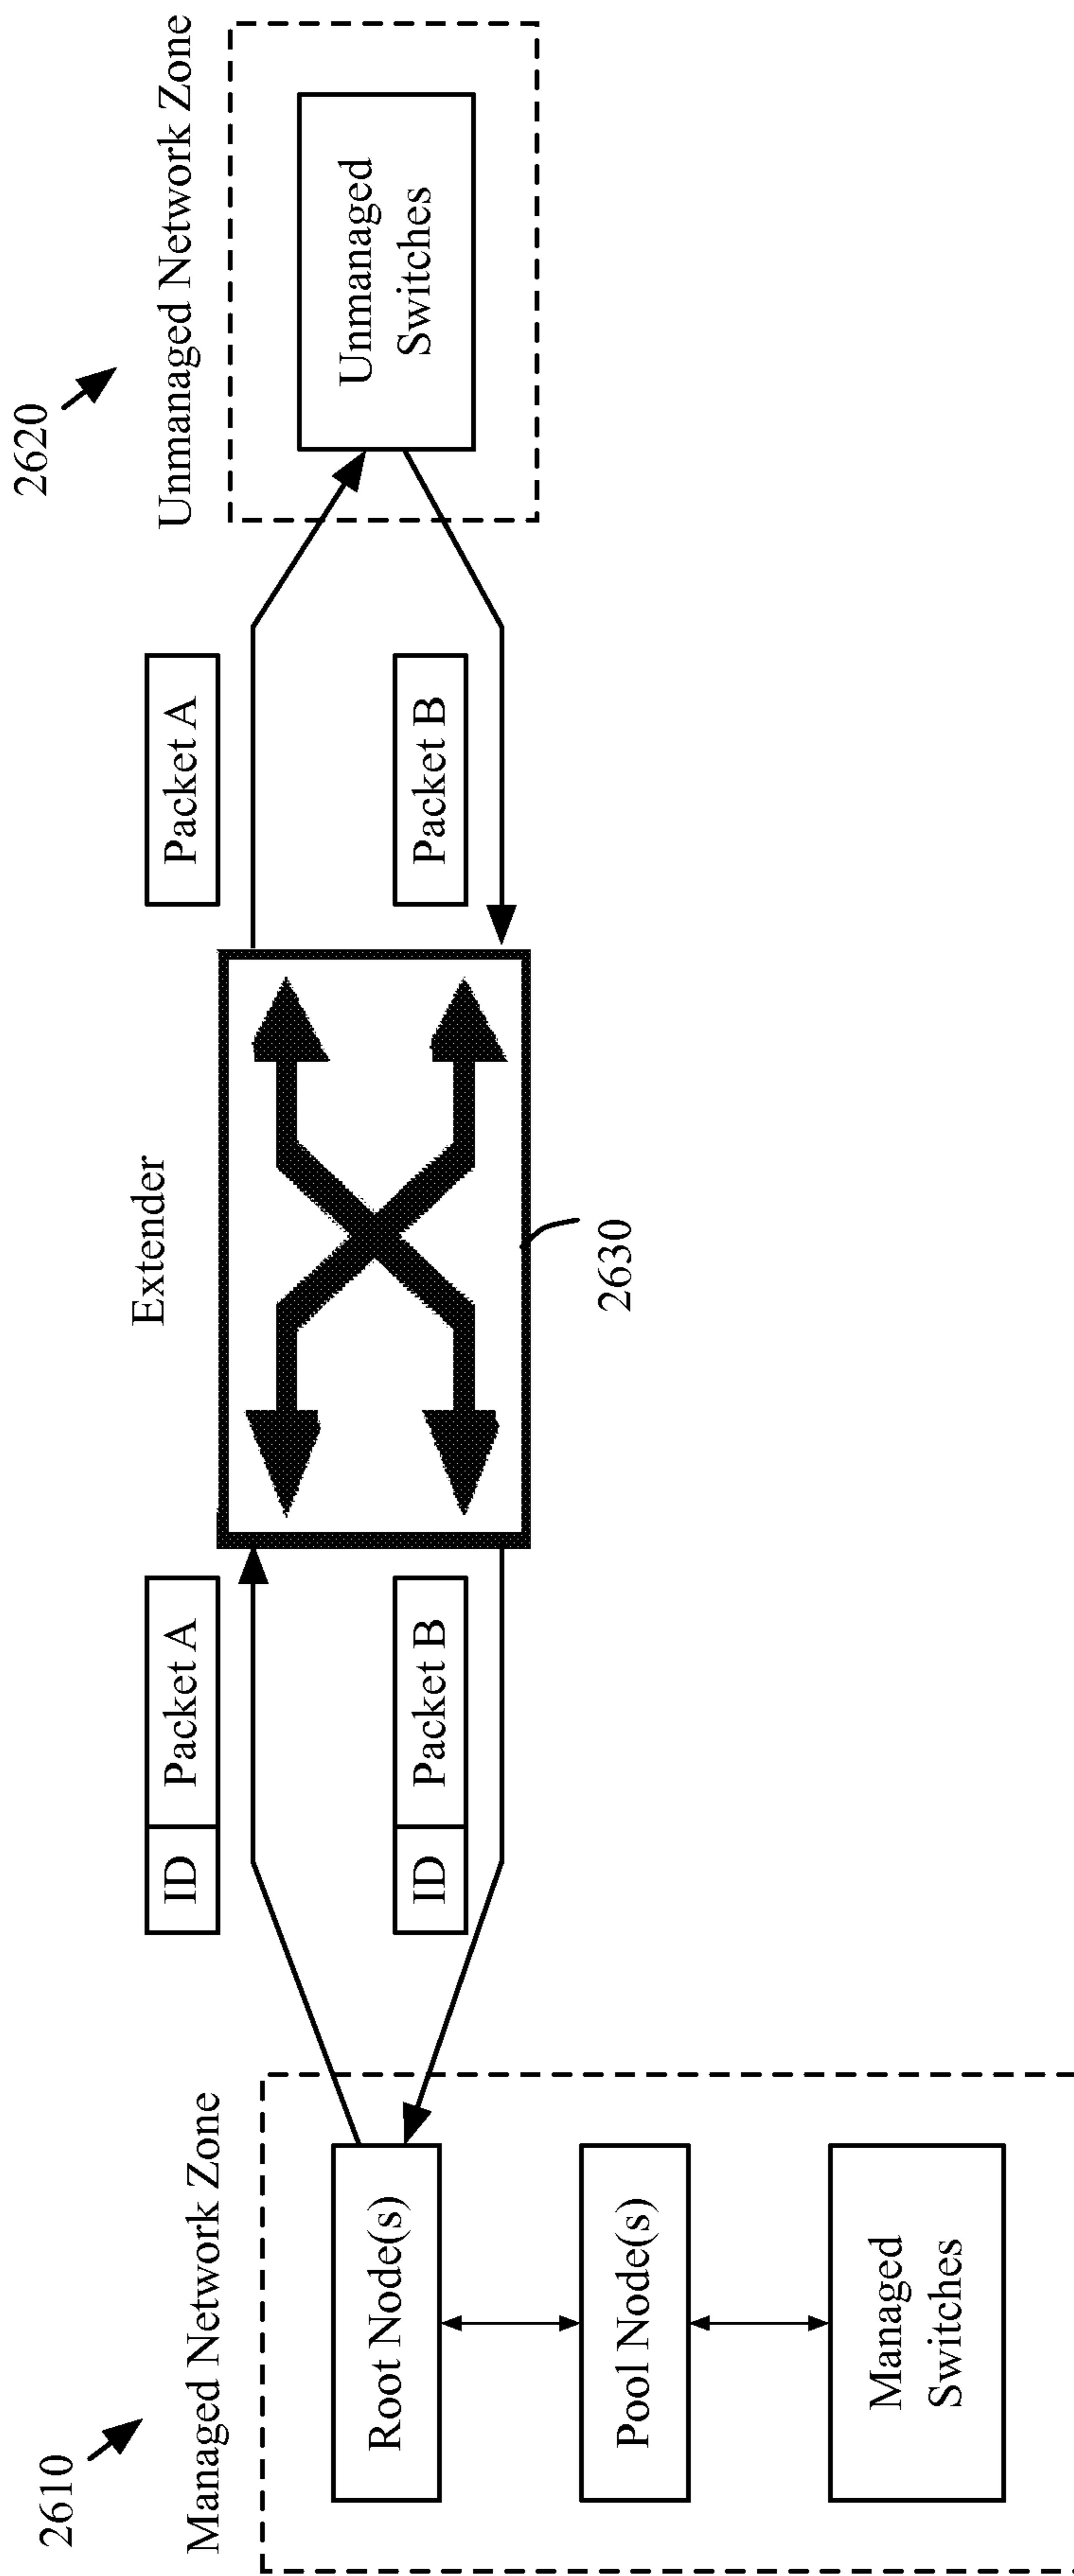 2610
Managed Network Zone
Root Node(s)
Pool Node(s)
Managed
Switches
ID
Packet A
ID
Packet B
Extender
2630
Packet A
Packet B
2620
Unmanaged Network Zone
Unmanaged
Switches